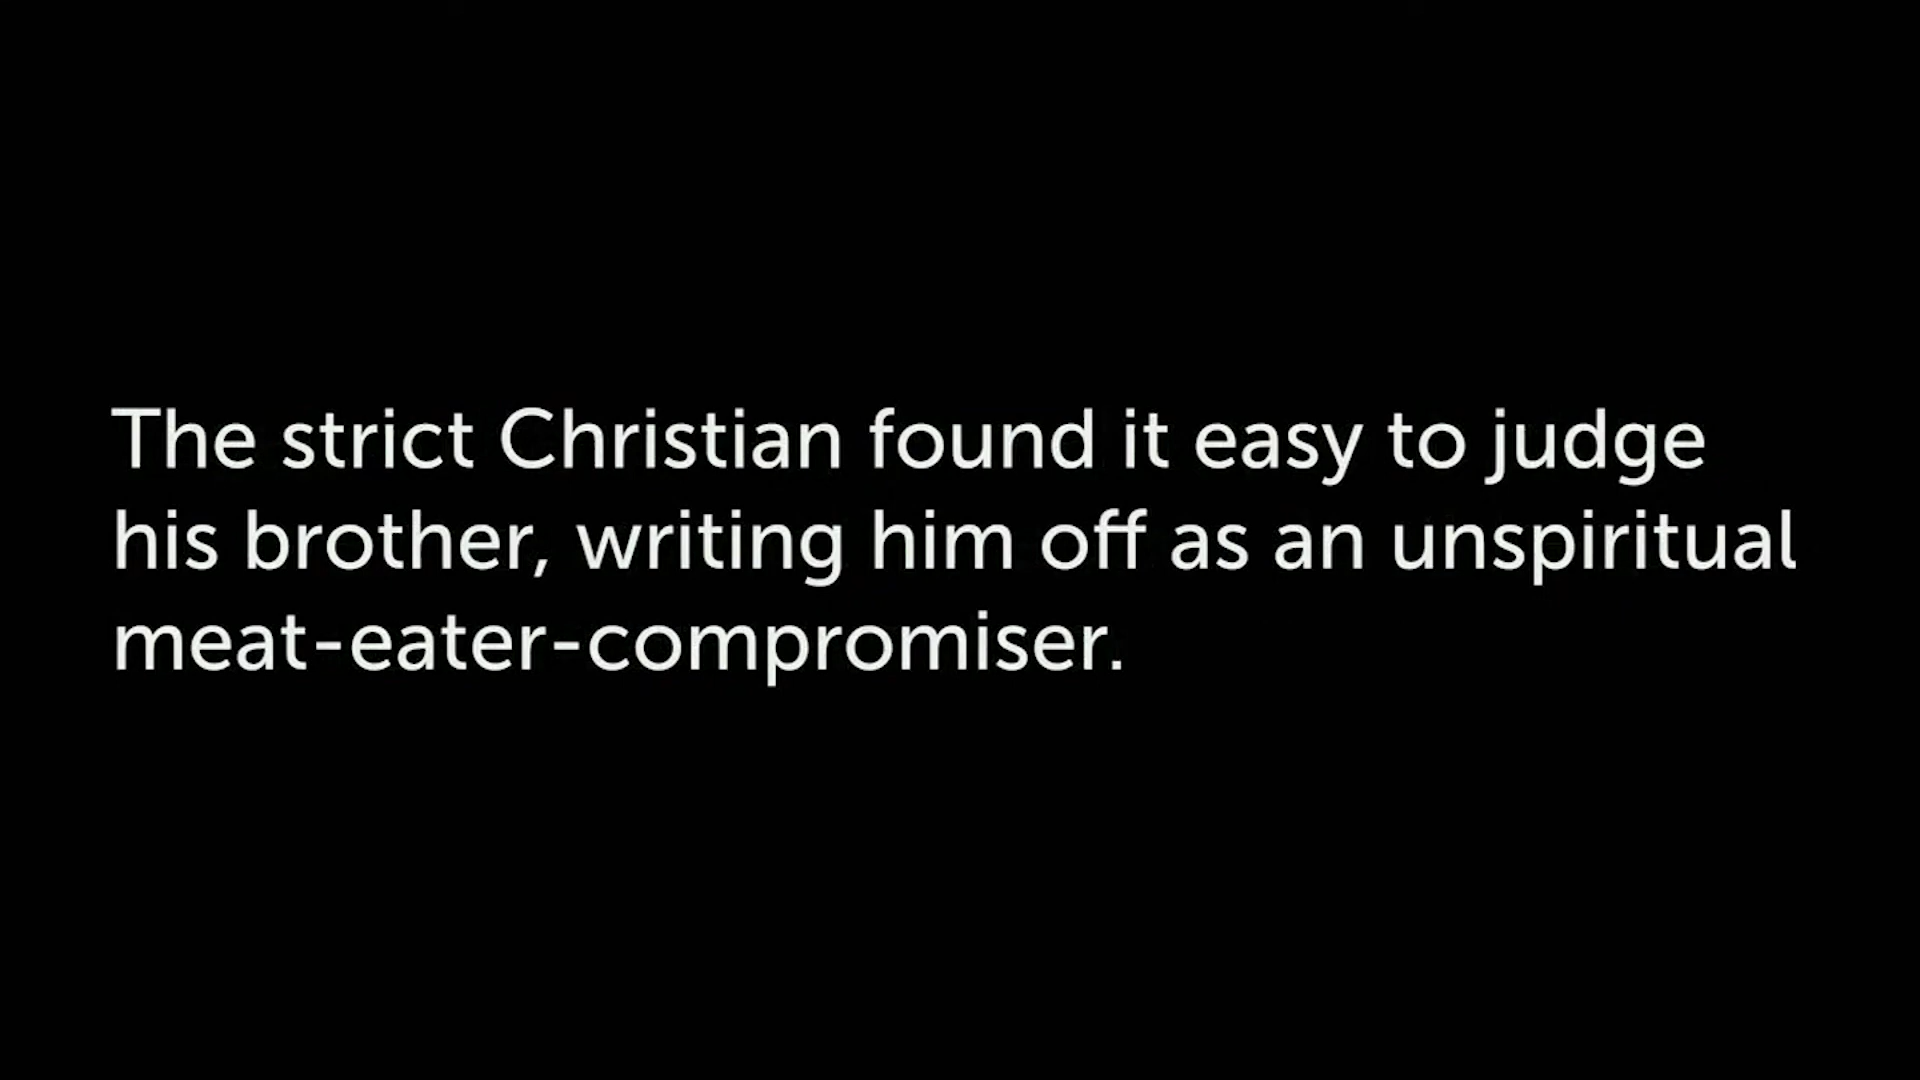 The strict Christian found it easy to judge
his brother, writing him off as an unspiritual
meat-eater-compromiser.